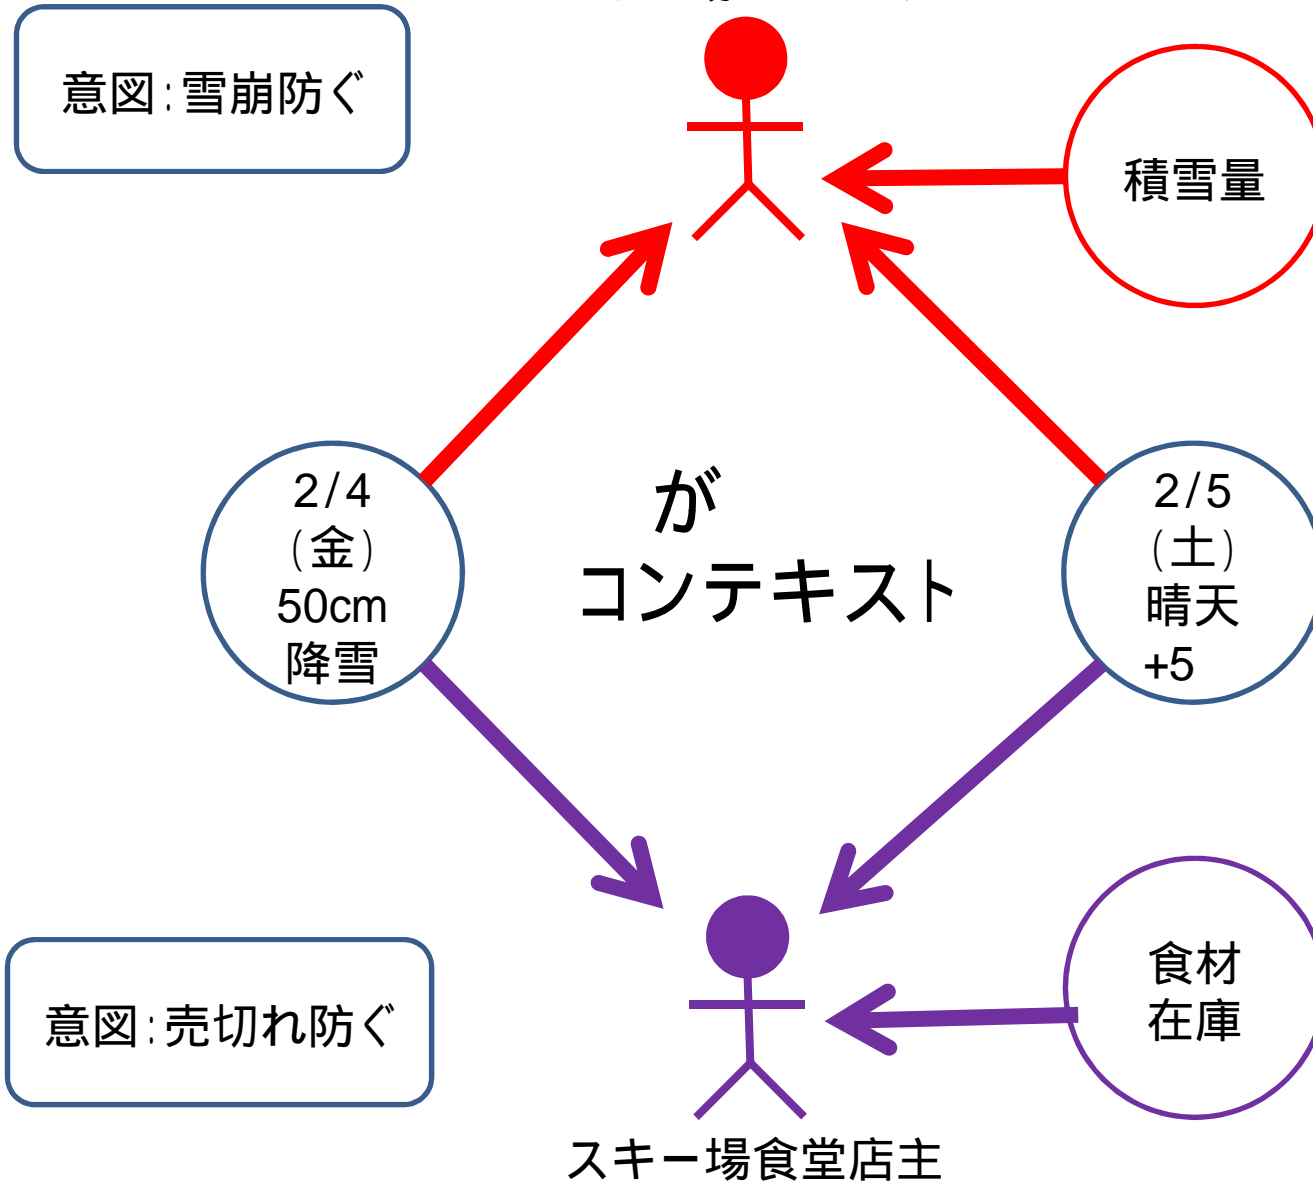 意図:雪崩防ぐ
積雪量
2/4
(金)
50cm
降雪
が
コンテキスト
2/5
(土)
晴天
+5
意図:売切れ防ぐ
食材
在庫
スキー場食堂店主